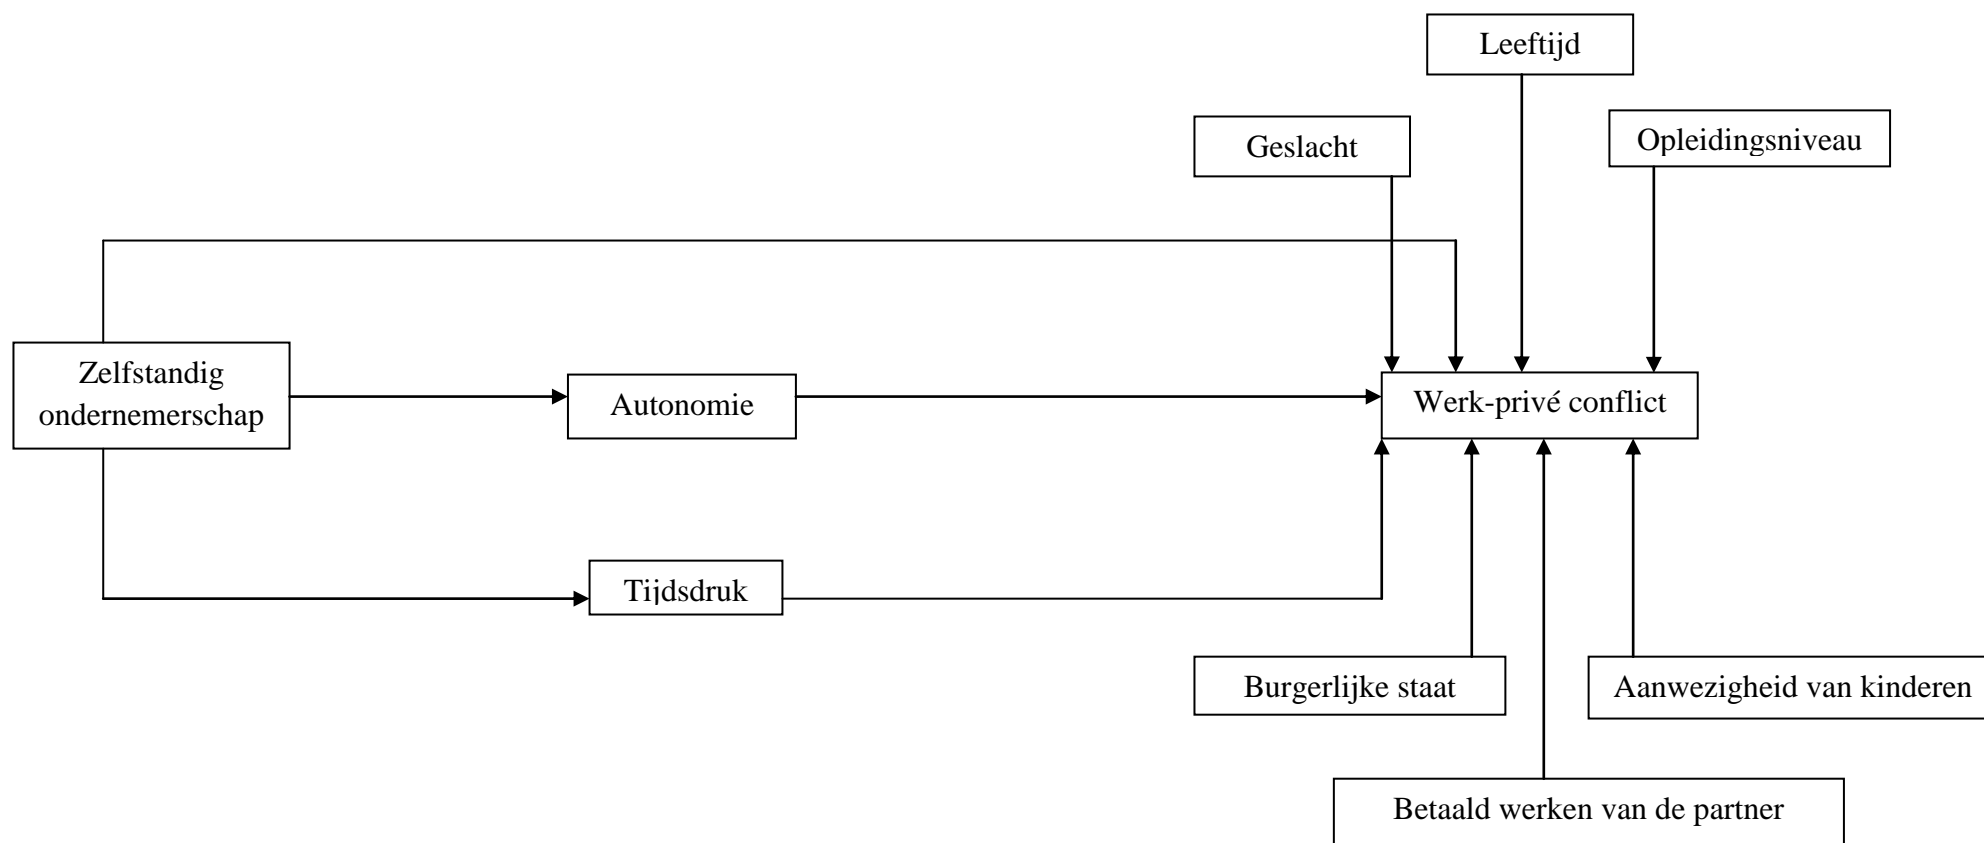 Leeftijd
Geslacht
Opleidingsniveau
Zelfstandig
ondernemerschap
Autonomie
Werk-privé conflict
Tijdsdruk
Burgerlijke staat
Aanwezigheid van kinderen
Betaald werken van de partner